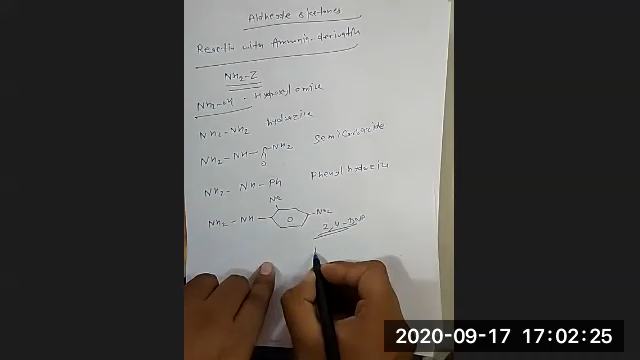 Aldheyde & ketones
Reaction with Ammonia derivative
NH2-Z
NH2-OH - Hydroxyl amine
NH2-NH2 hydrazine
NH2-NH-C-NH2 Semicarbazide
O
NH2-NH-Ph Phenyl hydrazine
NO2
NH2-NH- -NO2
2,4-DNP
2020-09-17 17:02:25